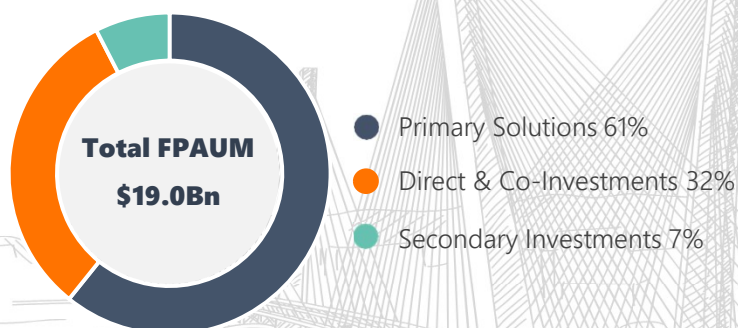 Total FPAUM
$19.0Bn
Primary Solutions 61%
Direct & Co-Investments 32%
Secondary Investments 7%